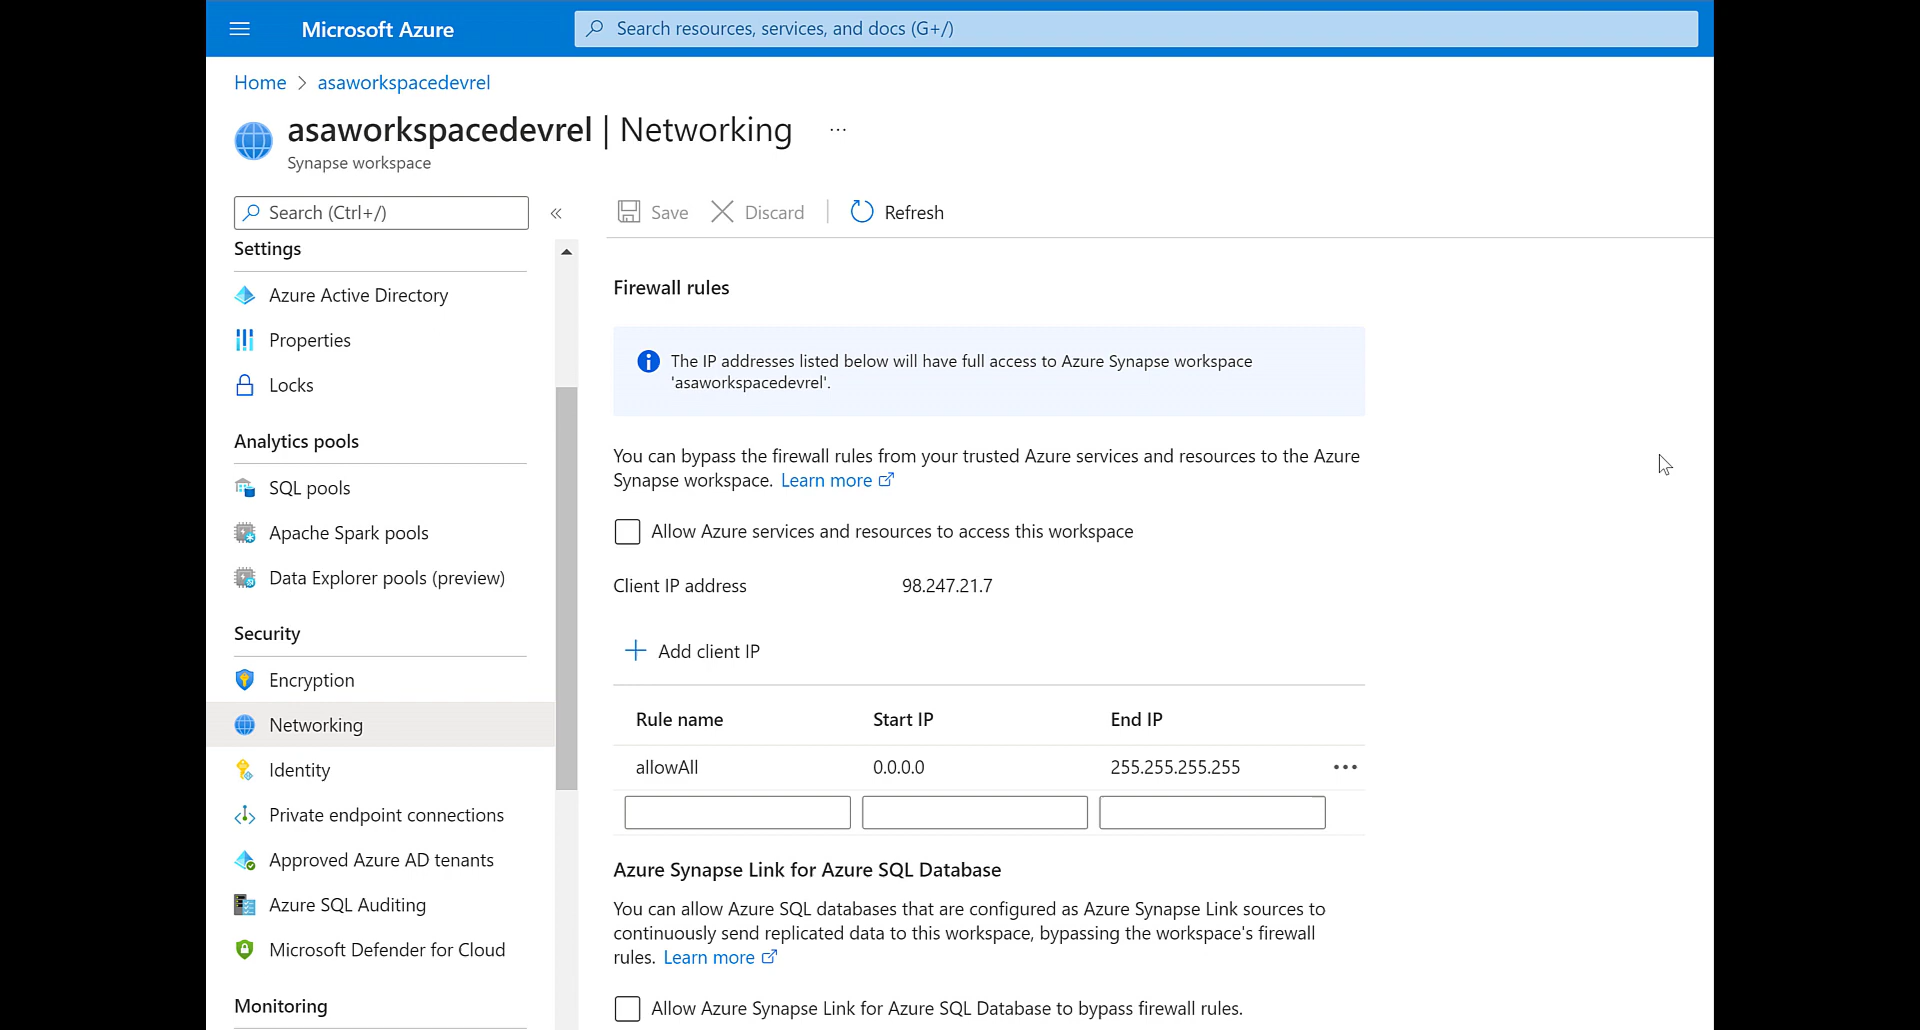 Microsoft Azure
Search resources, services, and docs (G+/)
Home > asaworkspacedevrel
asaworkspacedevrel | Networking ...
Synapse workspace
Search (Ctrl+/) «
Settings
Azure Active Directory
Properties
Locks
Analytics pools
SQL pools
Apache Spark pools
Data Explorer pools (preview)
Security
Encryption
Networking
Identity
Private endpoint connections
Approved Azure AD tenants
Azure SQL Auditing
Microsoft Defender for Cloud
Monitoring
Save Discard Refresh
Firewall rules
The IP addresses listed below will have full access to Azure Synapse workspace
'asaworkspacedevrel'.
You can bypass the firewall rules from your trusted Azure services and resources to the Azure
Synapse workspace. Learn more
Allow Azure services and resources to access this workspace
Client IP address 98.247.21.7
Add client IP
Rule name Start IP End IP
allowAll 0.0.0.0 255.255.255.255 •••
Azure Synapse Link for Azure SQL Database
You can allow Azure SQL databases that are configured as Azure Synapse Link sources to
continuously send replicated data to this workspace, bypassing the workspace's firewall
rules. Learn more
Allow Azure Synapse Link for Azure SQL Database to bypass firewall rules.